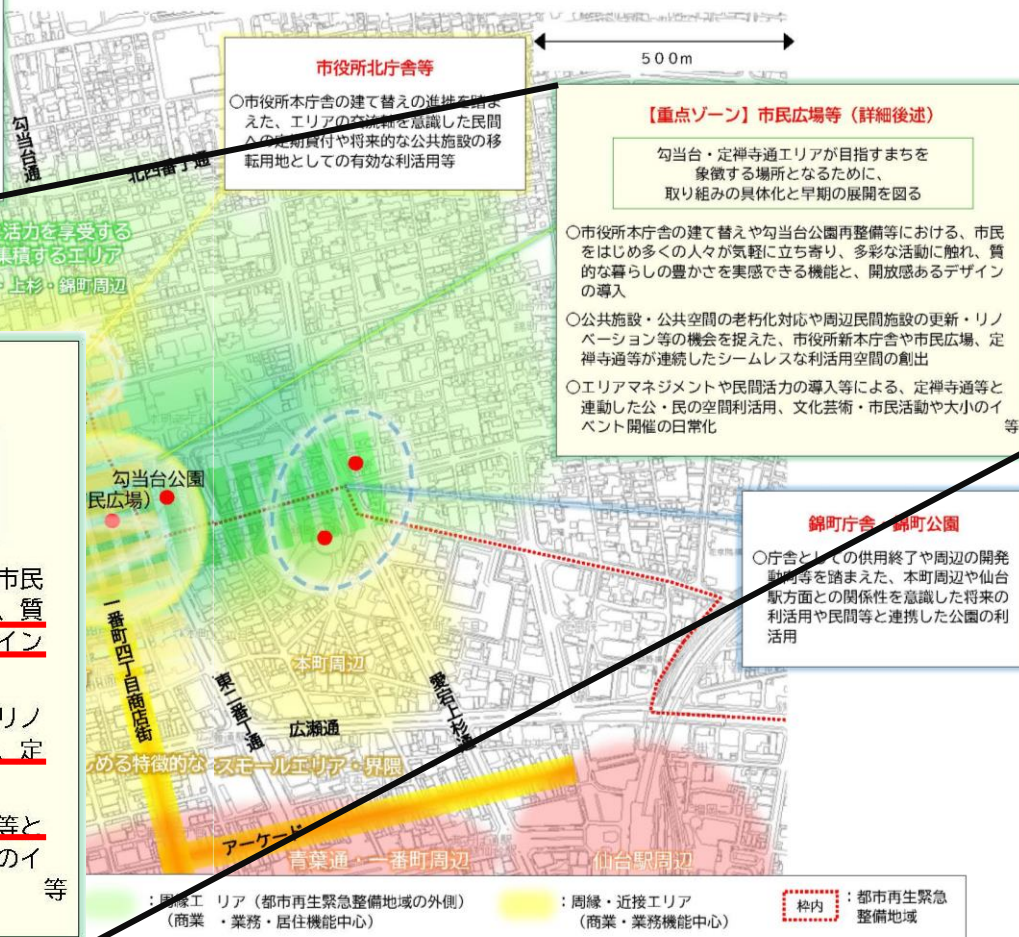 市役所北庁舎等
○市役所本庁舎の建て替えの進捗を踏ま
えた、エリアの交流軸を意識した民間
への定期貸付や将来的な公共施設の移
転用地としての有効な利活用等
500m
【重点ゾーン】市民広場等（詳細後述）
勾当台・定禅寺通エリアが目指すまちを
象徴する場所となるために、
取り組みの具体化と早期の展開を図る
○市役所本庁舎の建て替えや勾当台公園再整備等における、市民
をはじめ多くの人々が気軽に立ち寄り、多彩な活動に触れ、質
的な暮らしの豊かさを実感できる機能と、開放感あるデザイン
の導入
○公共施設・公共空間の老朽化対応や周辺民間施設の更新・リノ
ベーション等の機会を捉えた、市役所新本庁舎や市民広場、定
禅寺通等が連続したシームレスな利活用空間の創出
○エリアマネジメントや民間活力の導入等による、定禅寺通等と
連動した公・民の空間利活用、文化芸術・市民活動や大小のイ
ベント開催の日常化
等
勾当台通
北四番丁通
活力を享受する
集積するエリア
・上杉・錦町周辺
勾当台公園
民広場）
錦町庁舎・錦町公園
○庁舎としての供用終了や周辺の開発
動向等を踏まえた、本町周辺や仙台
駅方面との関係性を意識した将来の
利活用や民間等と連携した公園の利
活用
市民
、質
イン
リノ
、定
等と
のイ
等
一番町四丁目商店街
東二番丁通
本町周辺
広瀬通
愛宕上杉通
める特徴的なスモールエリア・界隈
アーケード
青葉通・一番町周辺
仙台駅周辺
：周縁エ リア（都市再生緊急整備地域の外側）
（商業 ・業務・居住機能中心）
：周縁・近接エリア
（商業・業務機能中心）
枠内
：都市再生緊急
整備地域